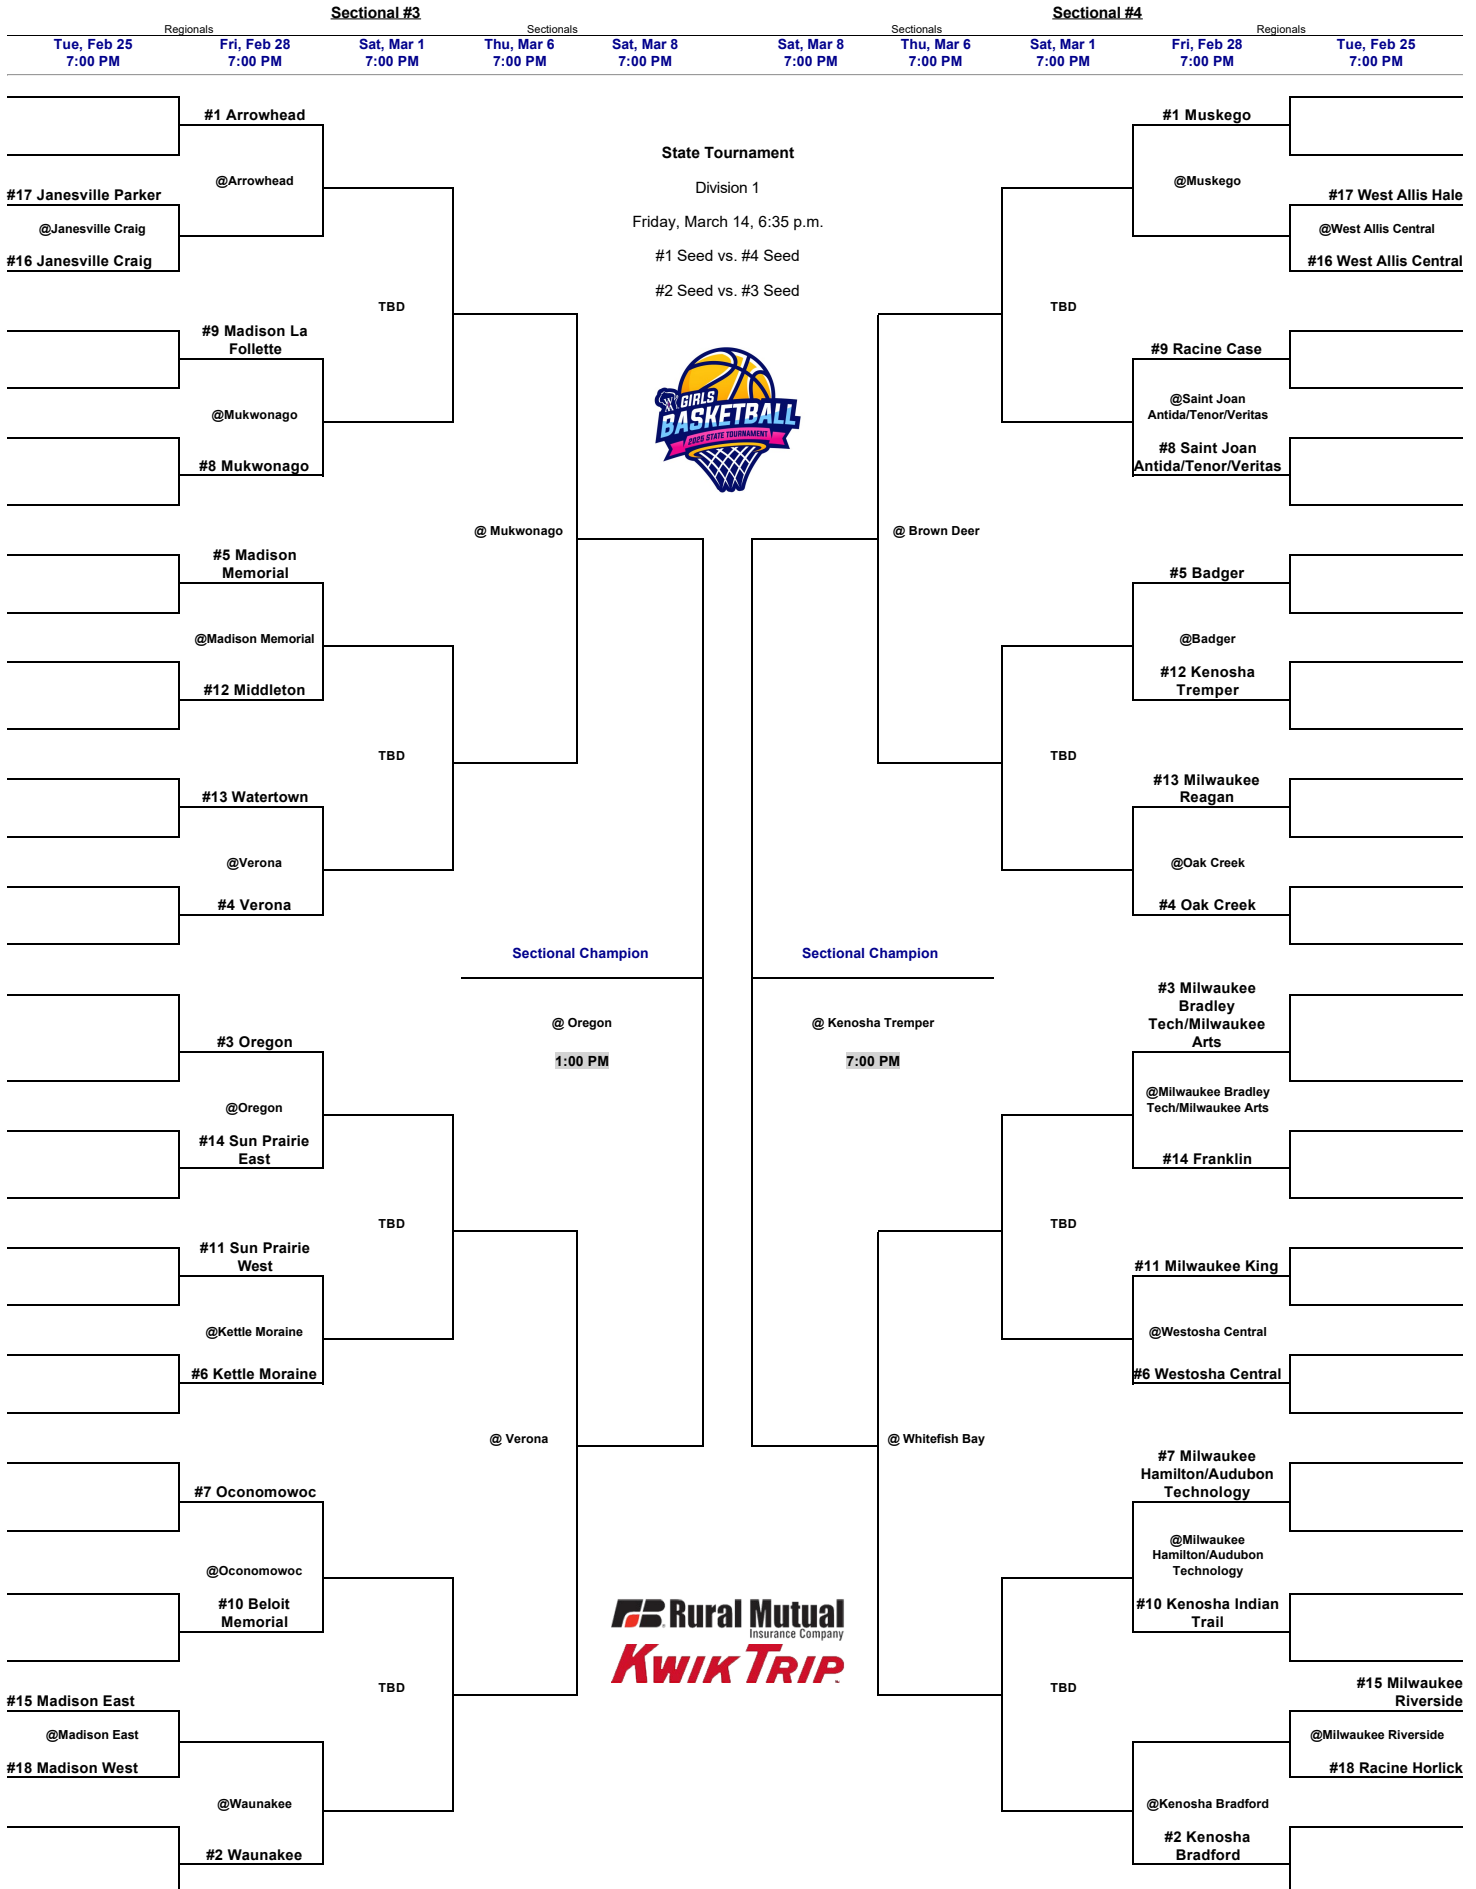 Sectional #3
Sectional #4
Regionals
Sectionals
Sectionals
Regionals
Tue, Feb 25
7:00 PM
Fri, Feb 28
7:00 PM
Sat, Mar 1
7:00 PM
Thu, Mar 6
7:00 PM
Sat, Mar 8
7:00 PM
Sat, Mar 8
7:00 PM
Thu, Mar 6
7:00 PM
Sat, Mar 1
7:00 PM
Fri, Feb 28
7:00 PM
Tue, Feb 25
7:00 PM
#1 Arrowhead
@Arrowhead
#17 Janesville Parker
@Janesville Craig
#16 Janesville Craig
TBD
#9 Madison La
Follette
@Mukwonago
#8 Mukwonago
@ Mukwonago
#5 Madison
Memorial
@Madison Memorial
#12 Middleton
TBD
#13 Watertown
@Verona
#4 Verona
Sectional Champion
@ Oregon
1:00 PM
#3 Oregon
@Oregon
#14 Sun Prairie
East
TBD
#11 Sun Prairie
West
@Kettle Moraine
#6 Kettle Moraine
@ Verona
#7 Oconomowoc
@Oconomowoc
#10 Beloit
Memorial
TBD
#15 Madison East
@Madison East
#18 Madison West
@Waunakee
#2 Waunakee
State Tournament
Division 1
Friday, March 14, 6:35 p.m.
#1 Seed vs. #4 Seed
#2 Seed vs. #3 Seed
GIRLS
BASKETBALL
2025 STATE TOURNAMENT
Rural Mutual
Insurance Company
KWIK TRIP
#1 Muskego
@Muskego
#17 West Allis Hale
@West Allis Central
#16 West Allis Central
TBD
#9 Racine Case
@Saint Joan
Antida/Tenor/Veritas
#8 Saint Joan
Antida/Tenor/Veritas
@ Brown Deer
#5 Badger
@Badger
#12 Kenosha
Tremper
TBD
#13 Milwaukee
Reagan
@Oak Creek
#4 Oak Creek
Sectional Champion
@ Kenosha Tremper
7:00 PM
#3 Milwaukee
Bradley
Tech/Milwaukee
Arts
@Milwaukee Bradley
Tech/Milwaukee Arts
#14 Franklin
TBD
#11 Milwaukee King
@Westosha Central
#6 Westosha Central
@ Whitefish Bay
#7 Milwaukee
Hamilton/Audubon
Technology
@Milwaukee
Hamilton/Audubon
Technology
#10 Kenosha Indian
Trail
TBD
#15 Milwaukee
Riverside
@Milwaukee Riverside
#18 Racine Horlick
@Kenosha Bradford
#2 Kenosha
Bradford